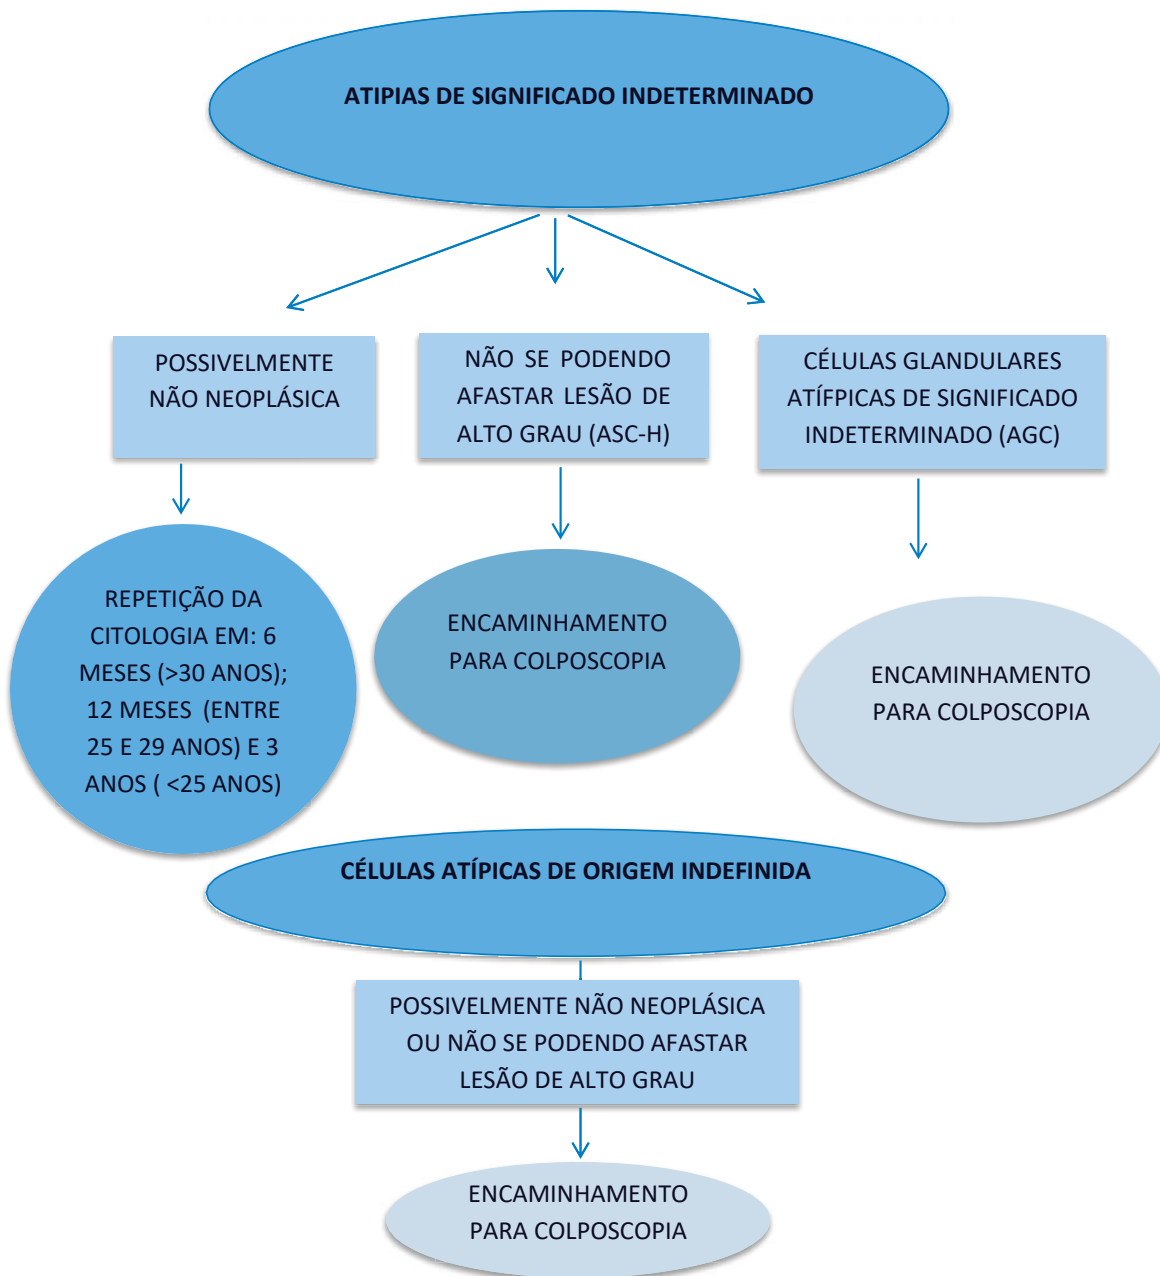 ATIPIAS DE SIGNIFICADO INDETERMINADO
POSSIVELMENTE
NÃO NEOPLÁSICA
NÃO SE PODENDO
AFASTAR LESÃO DE
ALTO GRAU (ASC-H)
CÉLULAS GLANDULARES
ATÍFPICAS DE SIGNIFICADO
INDETERMINADO (AGC)
REPETIÇÃO DA
CITOLOGIA EM: 6
MESES (>30 ANOS);
12 MESES (ENTRE
25 E 29 ANOS) E 3
ANOS ( <25 ANOS)
ENCAMINHAMENTO
PARA COLPOSCOPIA
ENCAMINHAMENTO
PARA COLPOSCOPIA
CÉLULAS ATÍPICAS DE ORIGEM INDEFINIDA
POSSIVELMENTE NÃO NEOPLÁSICA
OU NÃO SE PODENDO AFASTAR
LESÃO DE ALTO GRAU
ENCAMINHAMENTO
PARA COLPOSCOPIA